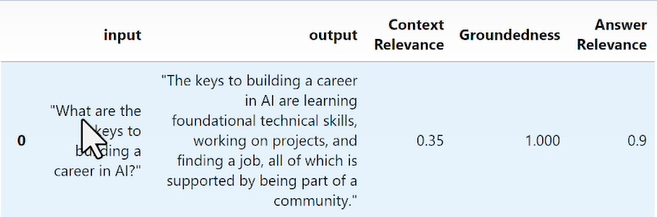 input output Context Relevance Groundedness Answer Relevance
0 "What are the keys to building a career in AI?" "The keys to building a career in AI are learning foundational technical skills, working on projects, and finding a job, all of which is supported by being part of a community." 0.35 1.000 0.9